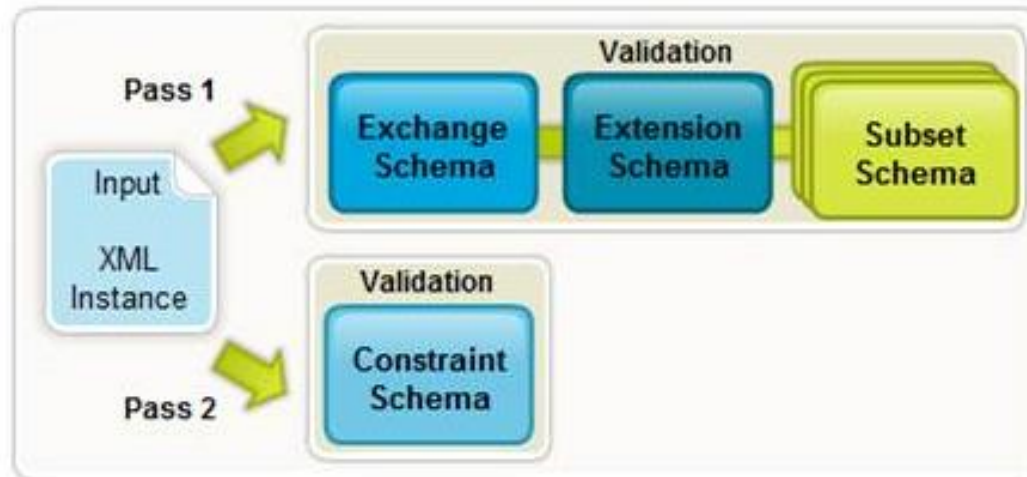 Validation
Pass 1
Exchange
Schema
Extension
Schema
Subset
Schema
Input
XML
Instance
Validation
Constraint
Schema
Pass 2